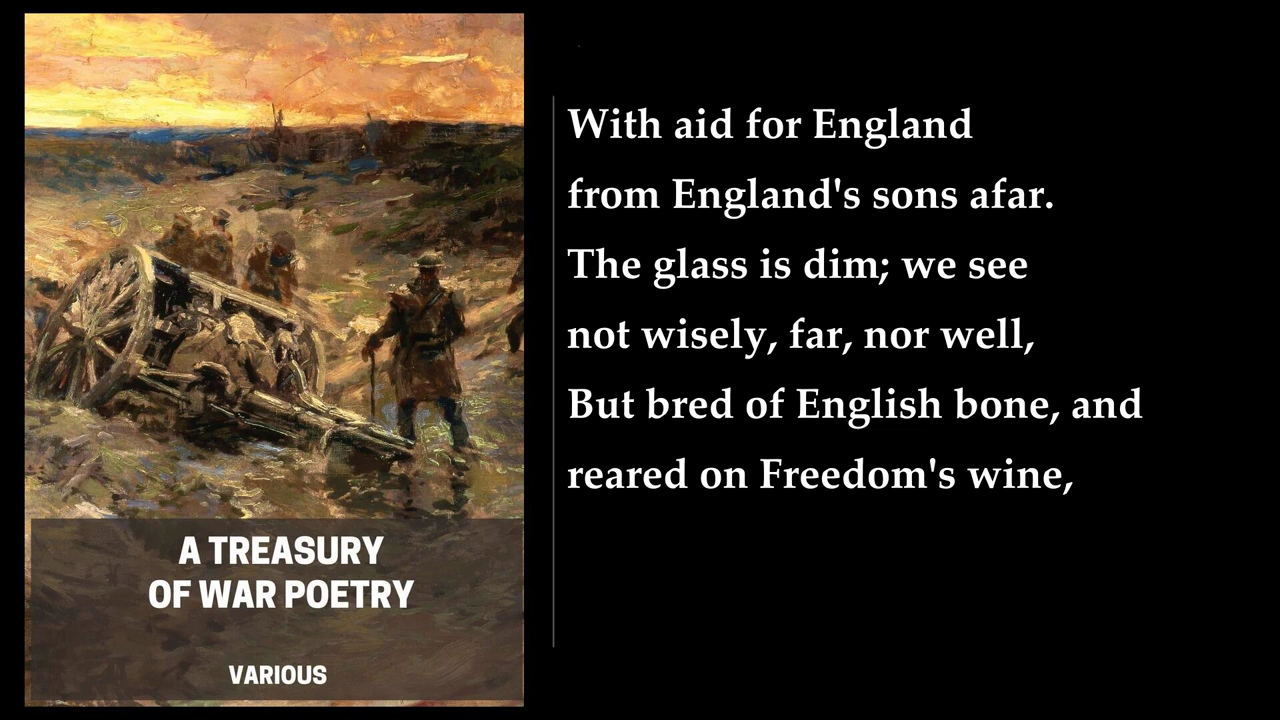 A TREASURY
OF WAR POETRY
VARIOUS
With aid for England
from England's sons afar.
The glass is dim; we see
not wisely, far, nor well,
But bred of English bone, and
reared on Freedom's wine,